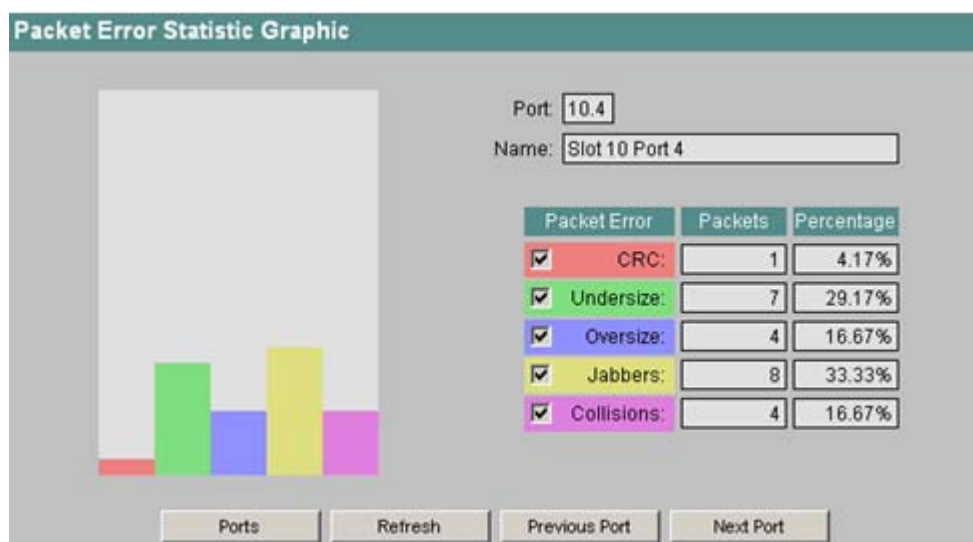 Packet Error Statistic Graphic
Port: 10.4
Name: Slot 10 Port 4
Packet Error Packets Percentage
CRC: 1 4.17%
Undersize: 7 29.17%
Oversize: 4 16.67%
Jabbers: 8 33.33%
Collisions: 4 16.67%
Ports Refresh Previous Port Next Port